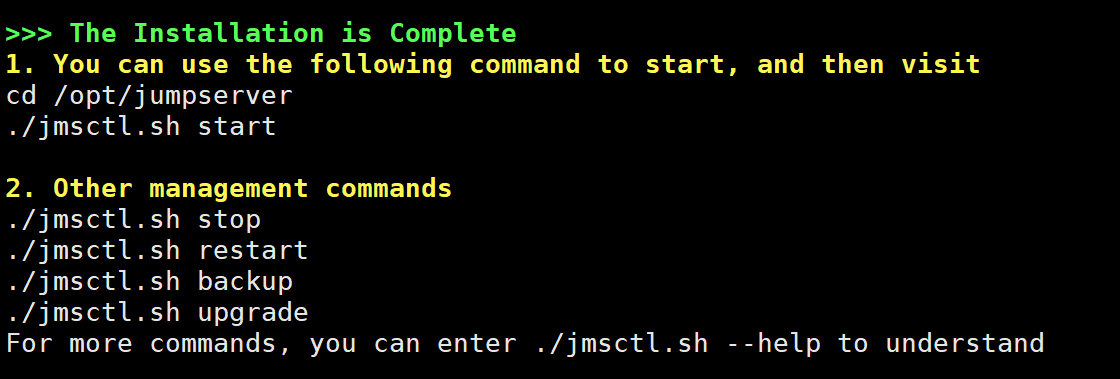 >>> The Installation is Complete
1. You can use the following command to start, and then visit
cd /opt/jumpserver
./jmsctl.sh start
2. Other management commands
./jmsctl.sh stop
./jmsctl.sh restart
./jmsctl.sh backup
./jmsctl.sh upgrade
For more commands, you can enter ./jmsctl.sh --help to understand